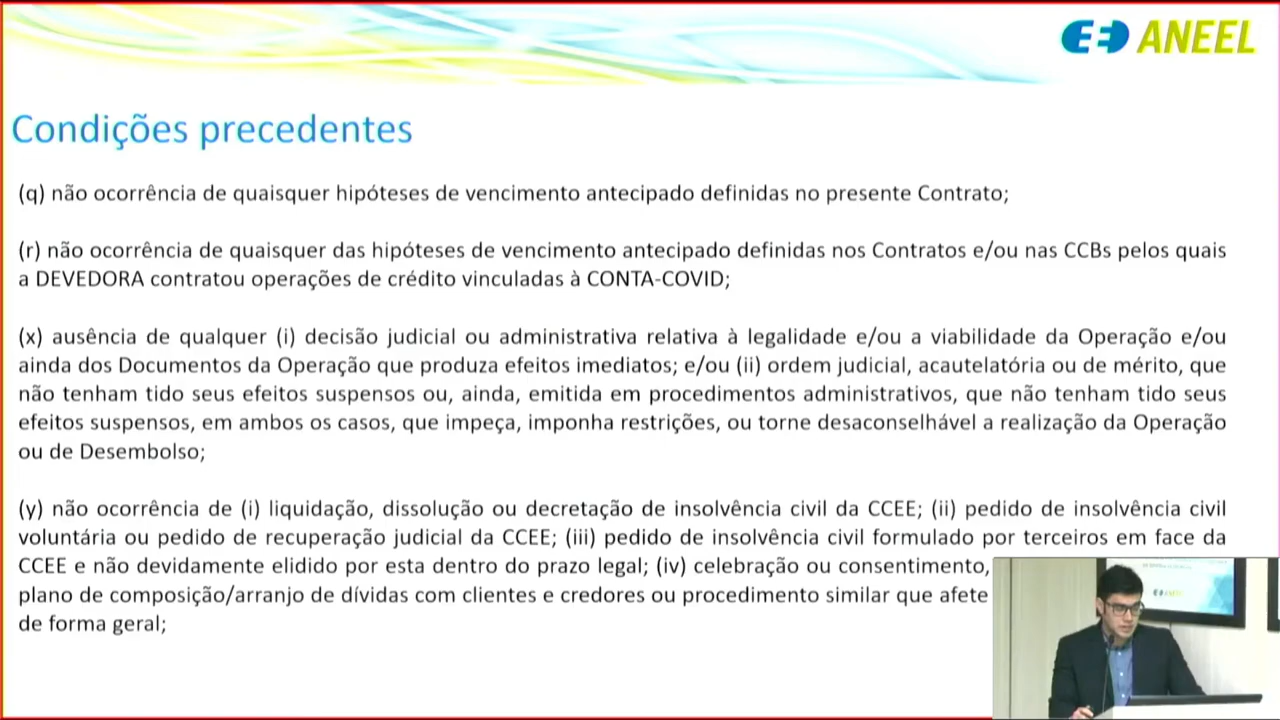 ANEEL
Condições precedentes
(q) não ocorrência de quaisquer hipóteses de vencimento antecipado definidas no presente Contrato;
(r) não ocorrência de quaisquer das hipóteses de vencimento antecipado definidas nos Contratos e/ou nas CCBs pelos quais
a DEVEDORA contratou operações de crédito vinculadas à CONTA-COVID;
(x) ausência de qualquer (i) decisão judicial ou administrativa relativa à legalidade e/ou a viabilidade da Operação e/ou
ainda dos Documentos da Operação que produza efeitos imediatos; e/ou (ii) ordem judicial, acautelatória ou de mérito, que
não tenham tido seus efeitos suspensos ou, ainda, emitida em procedimentos administrativos, que não tenham tido seus
efeitos suspensos, em ambos os casos, que impeça, imponha restrições, ou torne desaconselhável a realização da Operação
ou de Desembolso;
(y) não ocorrência de (i) liquidação, dissolução ou decretação de insolvência civil da CCEE; (ii) pedido de insolvência civil
voluntária ou pedido de recuperação judicial da CCEE; (iii) pedido de insolvência civil formulado por terceiros em face da
CCEE e não devidamente elidido por esta dentro do prazo legal; (iv) celebração ou consentimento,
plano de composição/arranjo de dívidas com clientes e credores ou procedimento similar que afete
de forma geral;